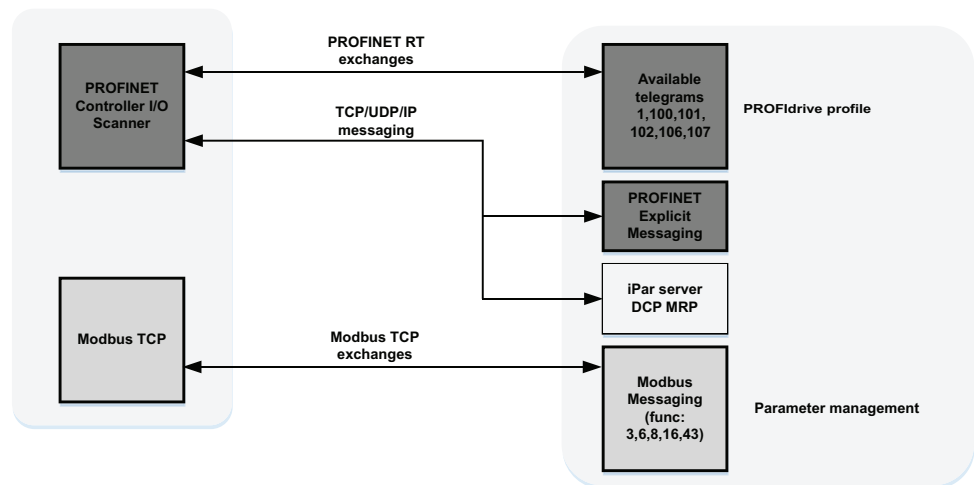 PROFINET
Controller I/O
Scanner
PROFINET RT
exchanges
TCP/UDP/IP
messaging
Available
telegrams
1,100,101,
102,106,107
PROFIdrive profile
PROFINET
Explicit
Messaging
iPar server
DCP MRP
Modbus TCP
Modbus TCP
exchanges
Modbus
Messaging
(func:
3,6,8,16,43)
Parameter management